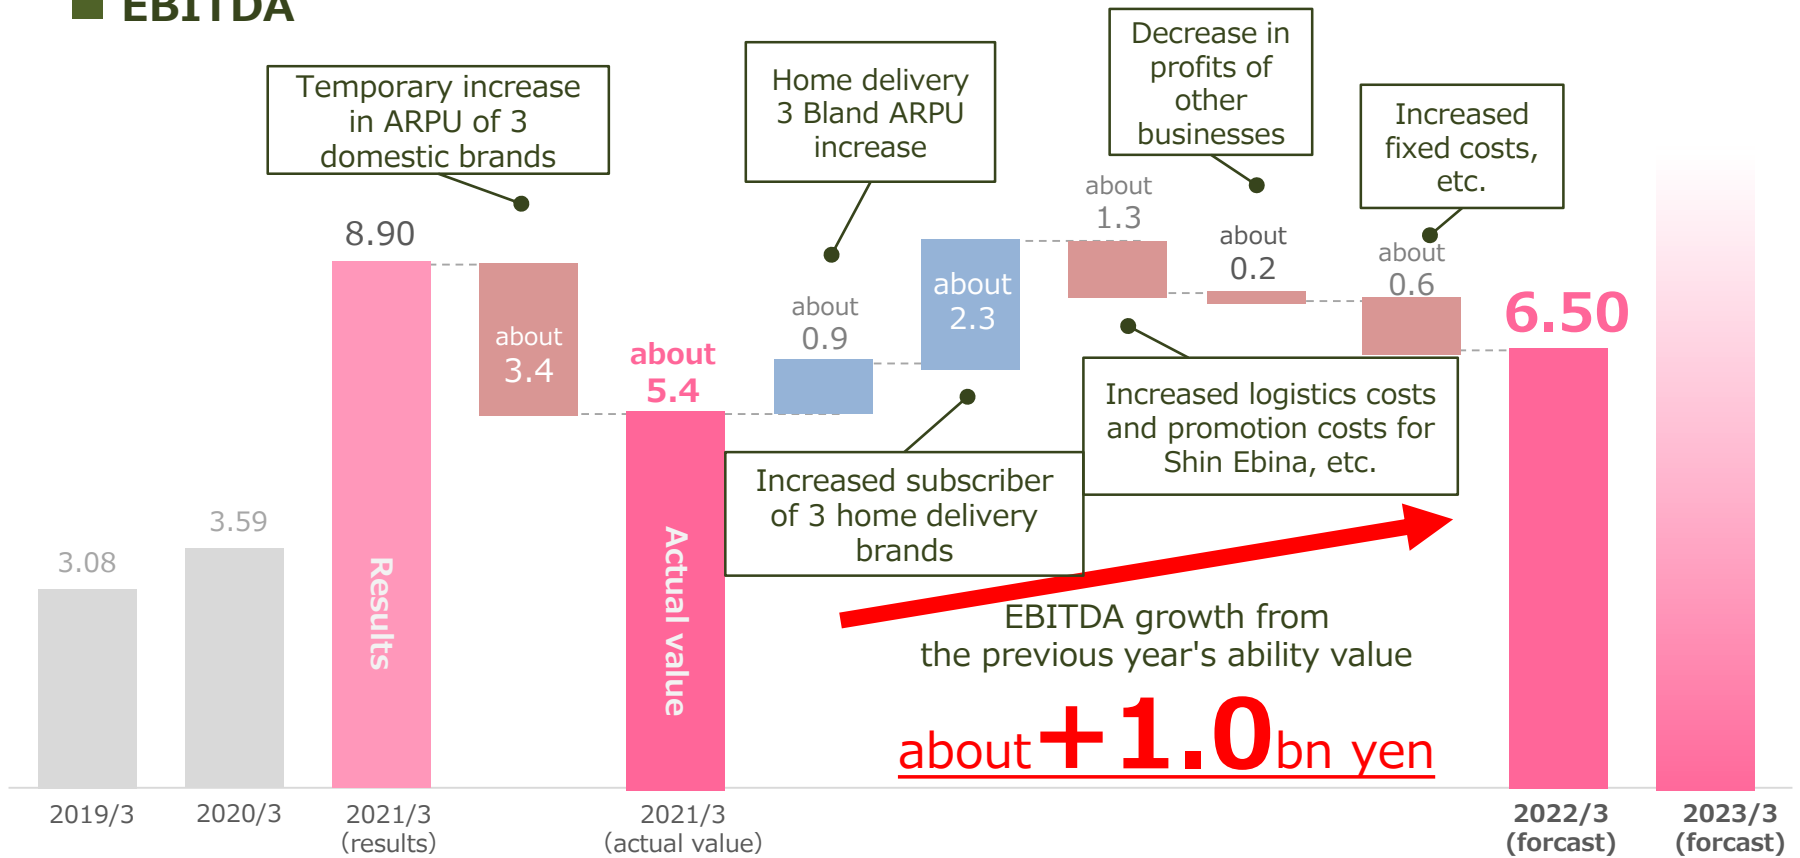 EBITDA
Temporary increase
in ARPU of 3
domestic brands
Home delivery
3 Bland ARPU
increase
Decrease in
profits of
other
businesses
Increased
fixed costs,
etc.
3.08
3.59
8.90
Results
about
3.4
about
5.4
Actual value
about
0.9
about
2.3
about
1.3
about
0.2
about
0.6
6.50
Increased subscriber
of 3 home delivery
brands
Increased logistics costs
and promotion costs for
Shin Ebina, etc.
EBITDA growth from
the previous year's ability value
about +1.0 bn yen
2019/3
2020/3
2021/3
(results)
2021/3
(actual value)
2022/3
(forcast)
2023/3
(forcast)